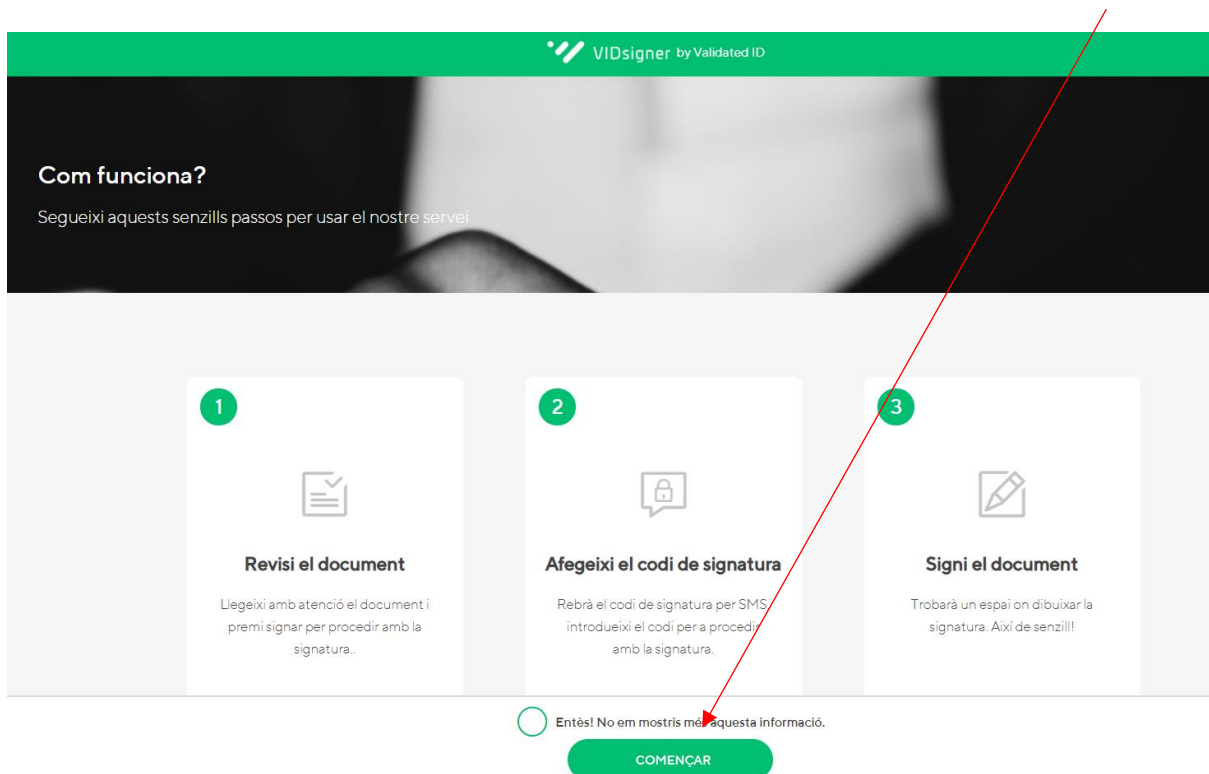 VIDsigner by Validated ID
Com funciona?
Segueixi aquests senzills passos per usar el nostre servei
1
2
3
Revisi el document
Llegeixi amb atenció el document i
premi signar per procedir amb la
signatura..
Afegeixi el codi de signatura
Rebrà el codi de signatura per SMS,
introdueixi el codi per a procedir
amb la signatura.
Signi el document
Trobarà un espai on dibuixar la
signatura. Així de senzill!
Entès! No em mostris més aquesta informació.
COMENÇAR